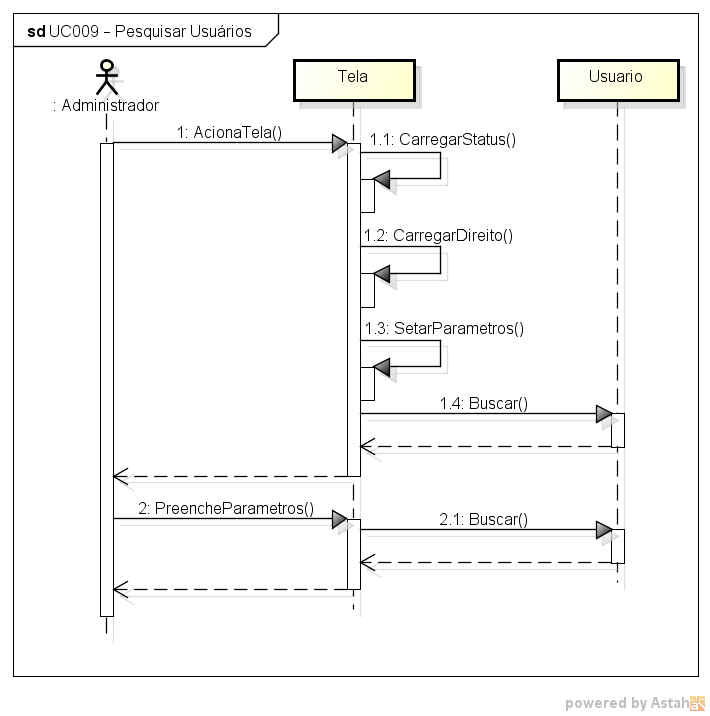 sd UC009 - Pesquisar Usuários
: Administrador
Tela
Usuario
1: AcionaTela()
1.1: CarregarStatus()
1.2: CarregarDireito()
1.3: SetarParametros()
1.4: Buscar()
2: PreencheParametros()
2.1: Buscar()
powered by Astah